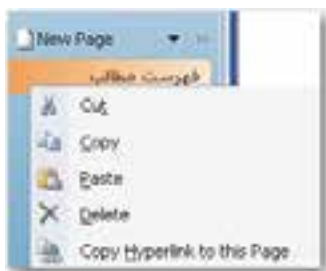 New Page
فهرست مطالب
Cut
Copy
Paste
Delete
Copy Hyperlink to this Page